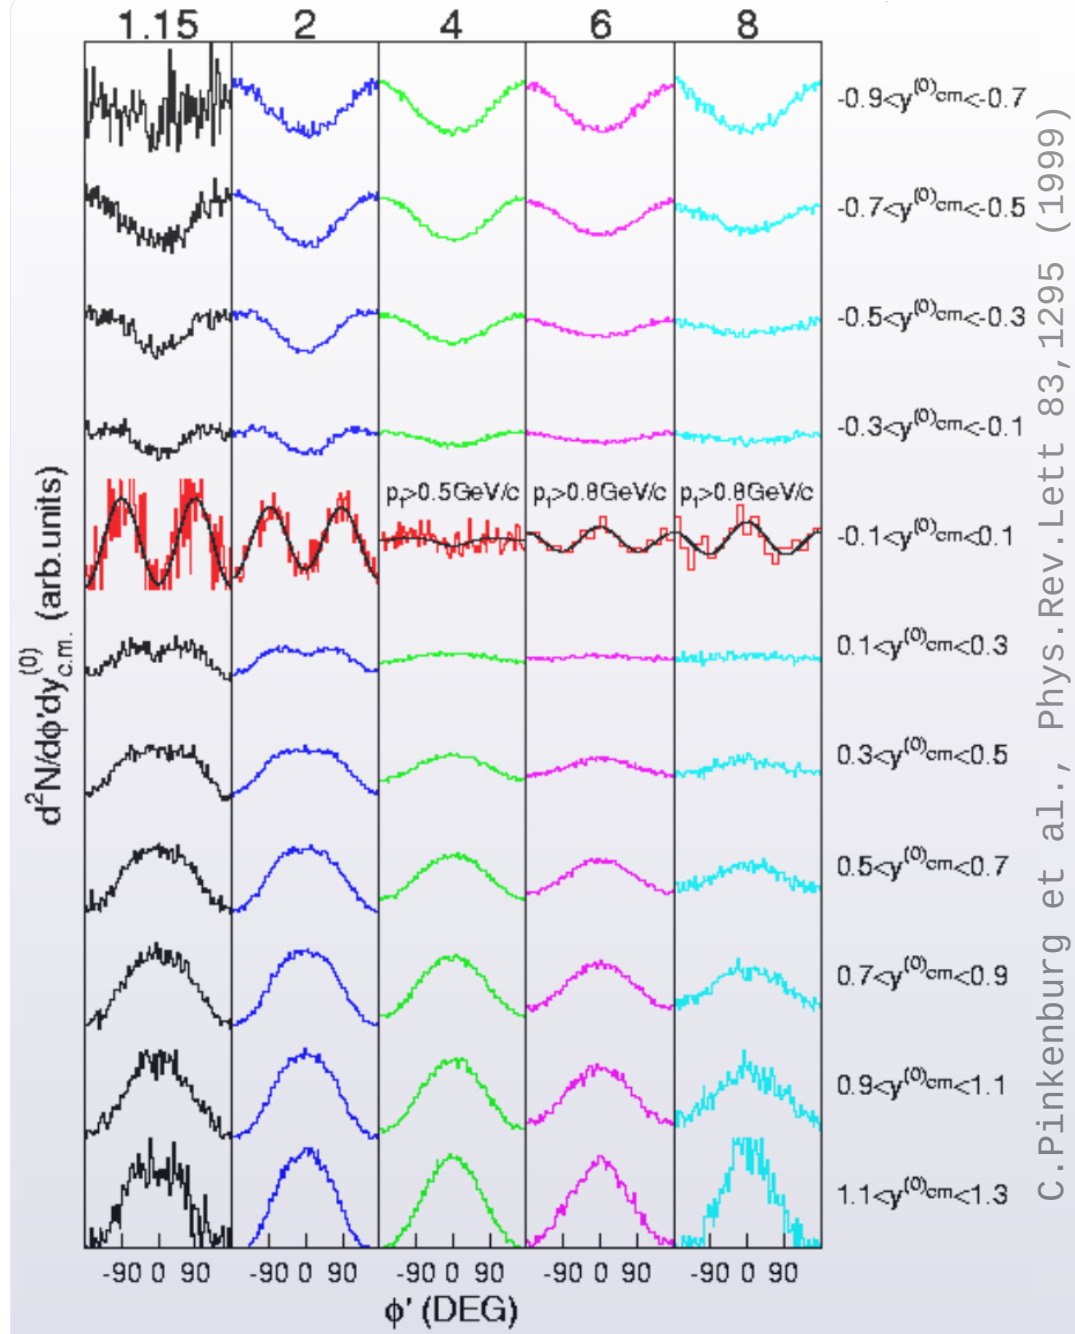 1.15 2 4 6 8
-0.9<y(0)cm<-0.7
-0.7<y(0)cm<-0.5
-0.5<y(0)cm<-0.3
-0.3<y(0)cm<-0.1
pT>0.5GeV/c pT>0.8GeV/c pT>0.8GeV/c
-0.1<y(0)cm<0.1
0.1<y(0)cm<0.3
0.3<y(0)cm<0.5
0.5<y(0)cm<0.7
0.7<y(0)cm<0.9
0.9<y(0)cm<1.1
1.1<y(0)cm<1.3
d2N/dϕ'dy(0)c.m. (arb.units)
-90 0 90 -90 0 90 -90 0 90 -90 0 90 -90 0 90
ϕ' (DEG)
C.Pinkenburg et al., Phys.Rev.Lett 83,1295 (1999)